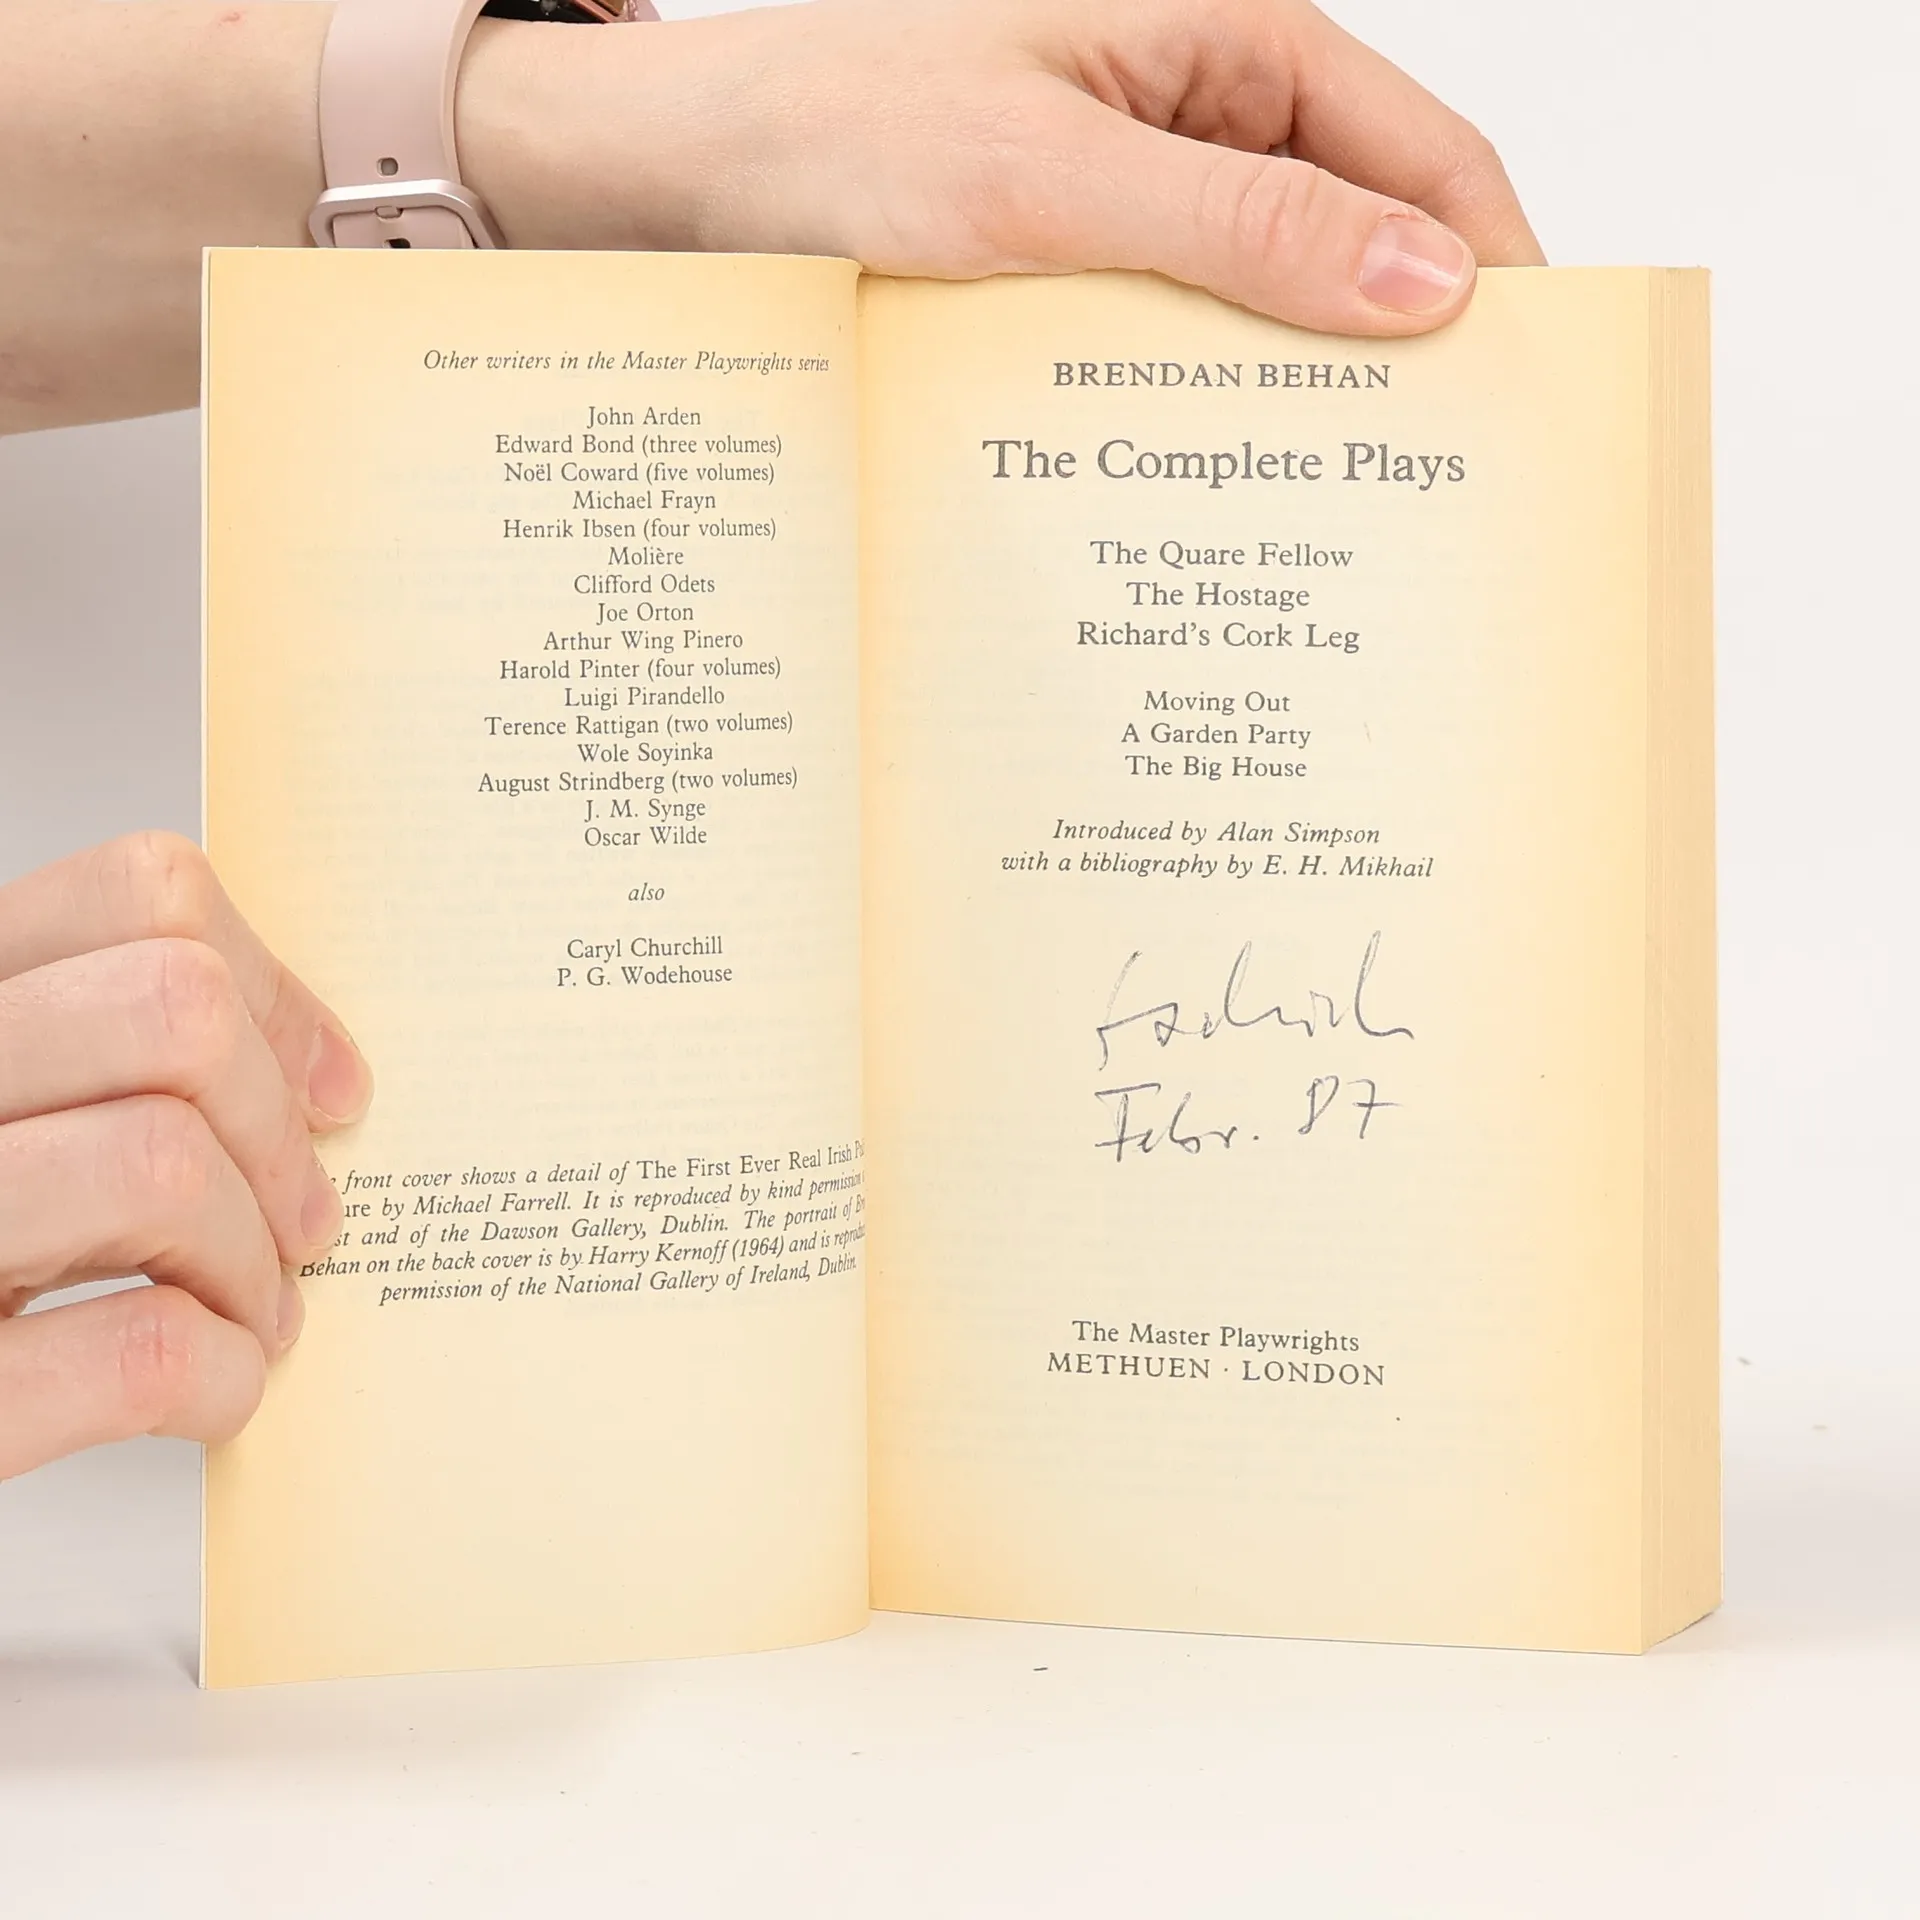 Other writers in the Master Playwrights series
John Arden
Edward Bond (three volumes)
Noël Coward (five volumes)
Michael Frayn
Henrik Ibsen (four volumes)
Molière
Clifford Odets
Joe Orton
Arthur Wing Pinero
Harold Pinter (four volumes)
Luigi Pirandello
Terence Rattigan (two volumes)
Wole Soyinka
August Strindberg (two volumes)
J. M. Synge
Oscar Wilde
also
Caryl Churchill
P. G. Wodehouse
front cover shows a detail of The First Ever Real Irish
by Michael Farrell. It is reproduced by kind permission
and of the Dawson Gallery, Dublin. The portrait of
Behan on the back cover is by Harry Kernoff (1964) and is
permission of the National Gallery of Ireland, Dublin.
BRENDAN BEHAN
The Complete Plays
The Quare Fellow
The Hostage
Richard's Cork Leg
Moving Out
A Garden Party
The Big House
Introduced by Alan Simpson
with a bibliography by E. H. Mikhail
Febr. 87
The Master Playwrights
METHUEN · LONDON